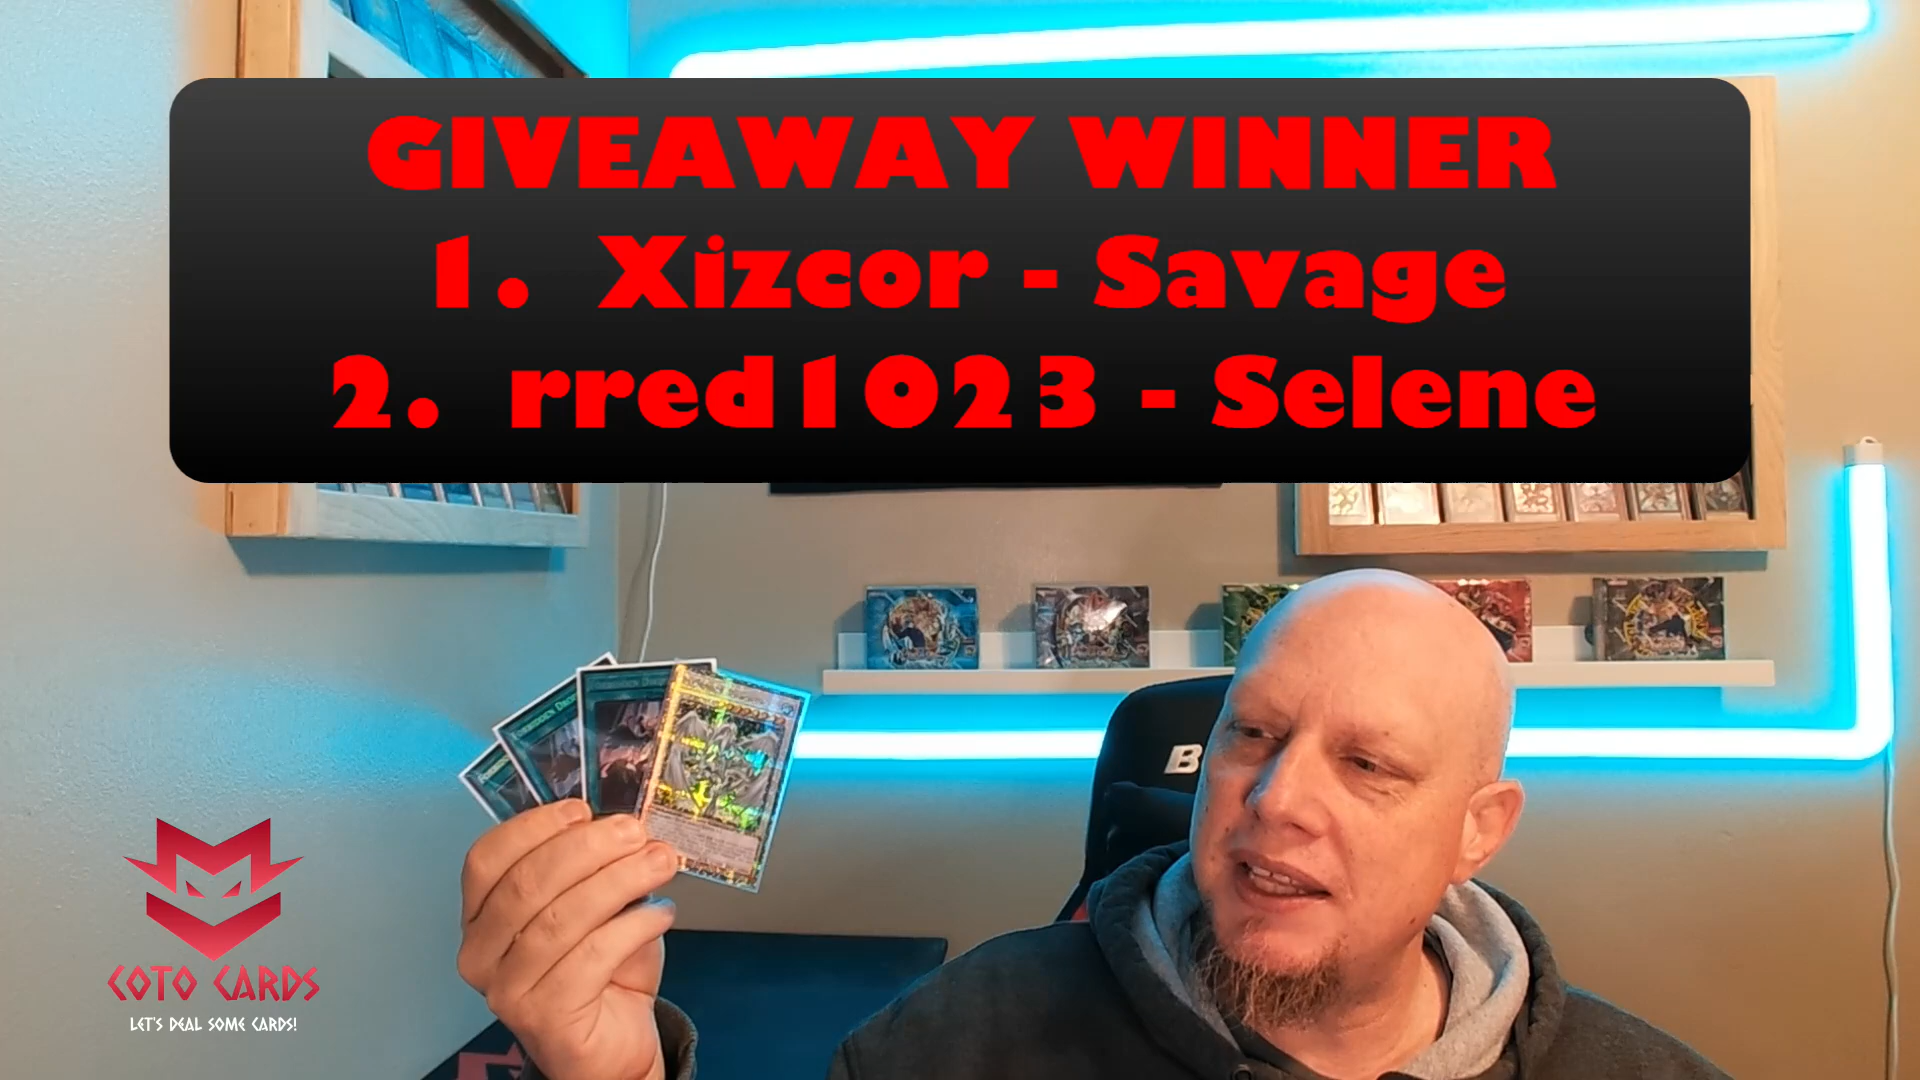 GIVEAWAY WINNER
1. Xizcor - Savage
2. rred1023 - Selene
B
COTO CARDS
LET'S DEAL SOME CARDS!